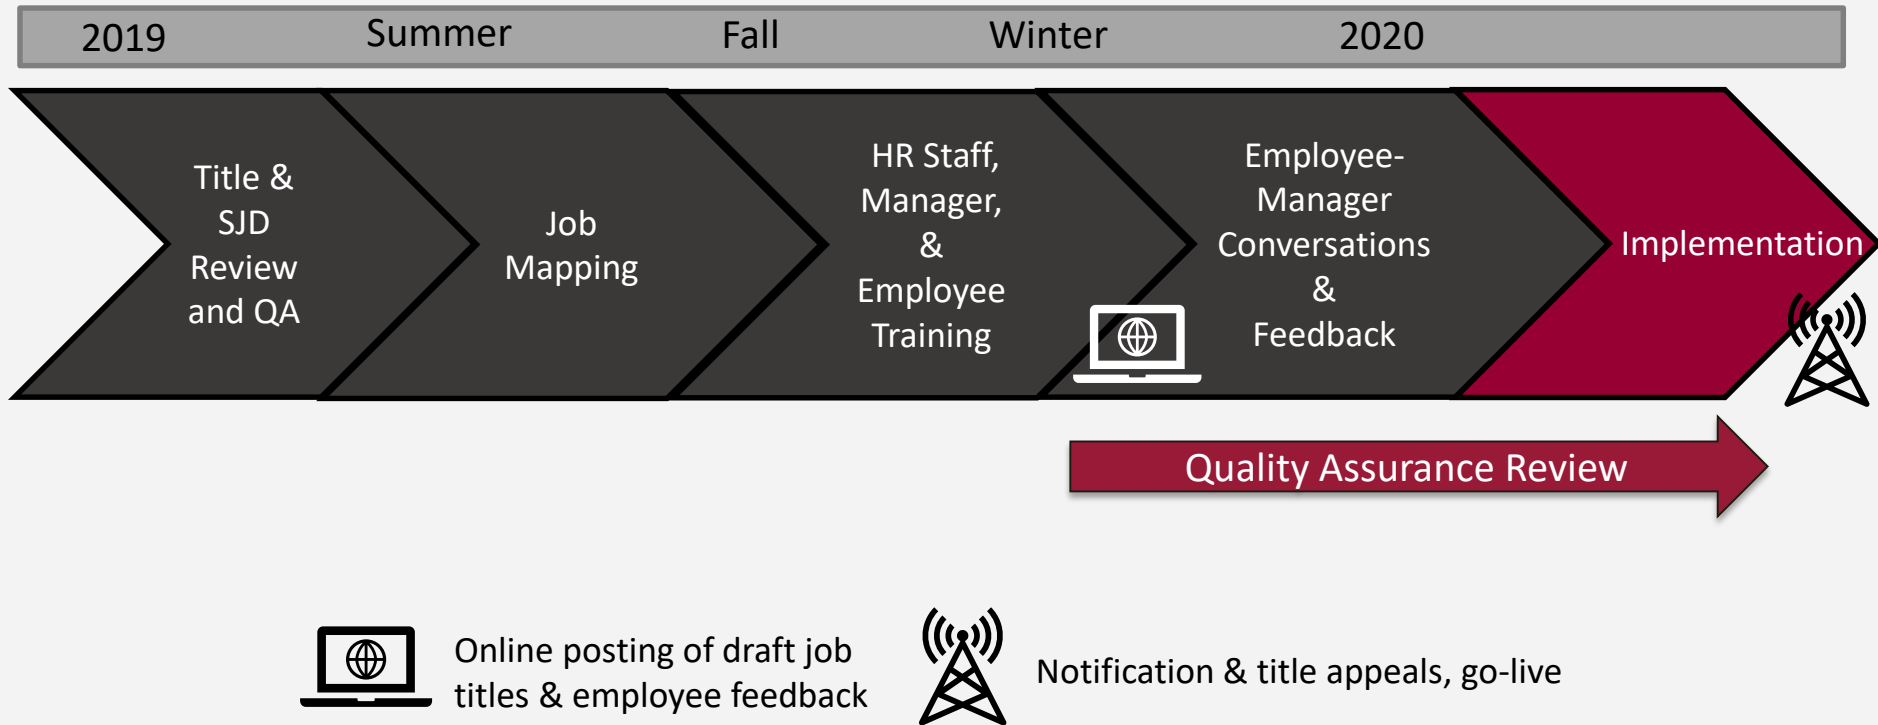 2019 Summer Fall Winter 2020
Title &
SJD
Review
and QA
Job
Mapping
HR Staff,
Manager,
&
Employee
Training
Employee-
Manager
Conversations
&
Feedback
Implementation
Quality Assurance Review
Online posting of draft job
titles & employee feedback
Notification & title appeals, go-live